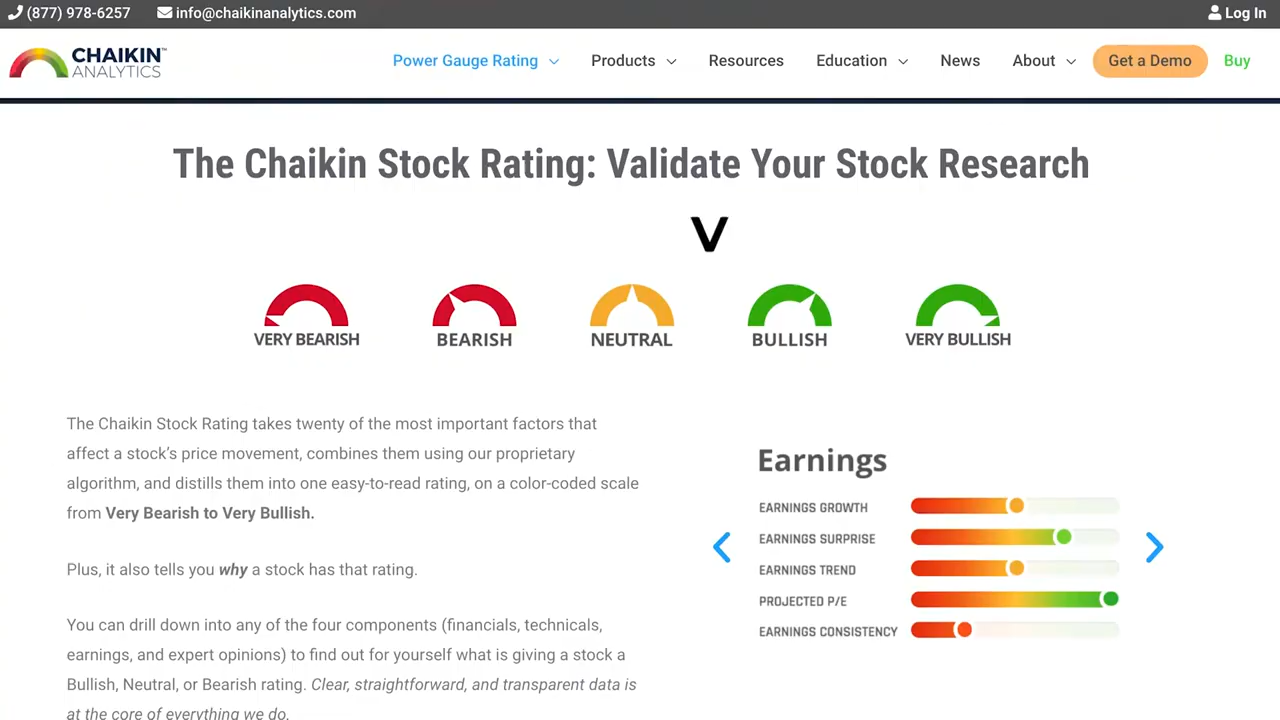 (877) 978-6257 info@chaikinanalytics.com Log In
CHAIKIN™
ANALYTICS
Power Gauge Rating Products Resources Education News About Get a Demo Buy
The Chaikin Stock Rating: Validate Your Stock Research
V
VERY BEARISH BEARISH NEUTRAL BULLISH VERY BULLISH
The Chaikin Stock Rating takes twenty of the most important factors that
affect a stock's price movement, combines them using our proprietary
algorithm, and distills them into one easy-to-read rating, on a color-coded scale
from Very Bearish to Very Bullish.
Plus, it also tells you why a stock has that rating.
You can drill down into any of the four components (financials, technicals,
earnings, and expert opinions) to find out for yourself what is giving a stock a
Bullish, Neutral, or Bearish rating. Clear, straightforward, and transparent data is
at the core of everything we do.
Earnings
EARNINGS GROWTH
EARNINGS SURPRISE
EARNINGS TREND
PROJECTED P/E
EARNINGS CONSISTENCY